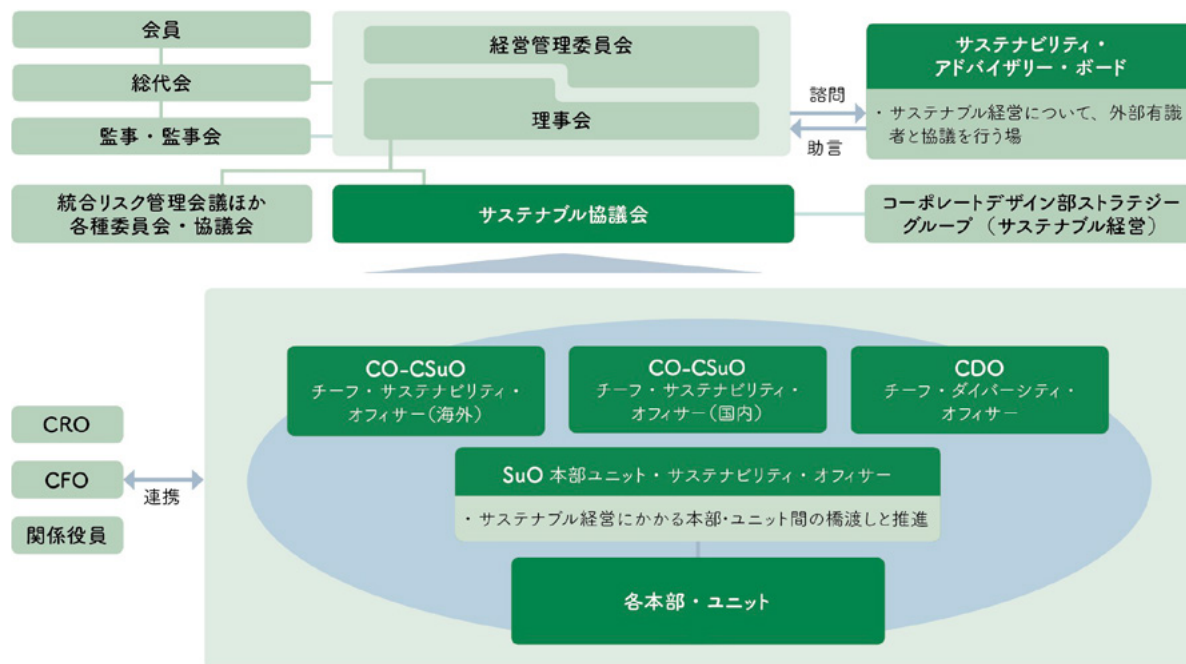 会員
総代会
監事・監事会
経営管理委員会
理事会
諮問
助言
サステナビリティ・
アドバイザリー・ボード
・サステナブル経営について、外部有識
者と協議を行う場
統合リスク管理会議ほか
各種委員会・協議会
サステナブル協議会
コーポレートデザイン部ストラテジー
グループ（サステナブル経営）
CO-CSuO
チーフ・サステナビリティ・
オフィサー（海外）
CO-CSuO
チーフ・サステナビリティ・
オフィサー（国内）
CDO
チーフ・ダイバーシティ・
オフィサー
CRO
CFO
関係役員
連携
SuO 本部ユニット・サステナビリティ・オフィサー
・サステナブル経営にかかる本部・ユニット間の橋渡しと推進
各本部・ユニット